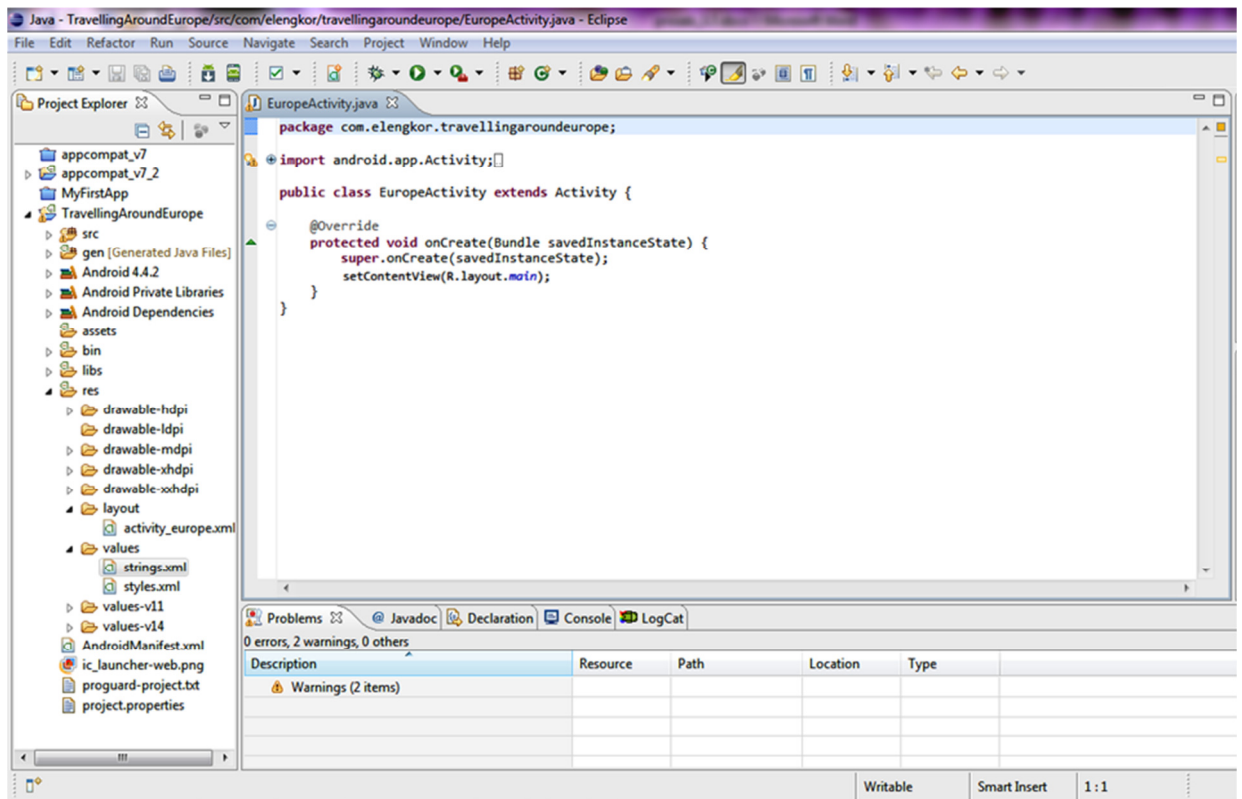 Java - TravellingAroundEurope/src/com/elengkor/travellingaroundeurope/EuropeActivity.java - Eclipse
File Edit Refactor Run Source Navigate Search Project Window Help
Project Explorer
appcompat_v7
appcompat_v7_2
MyFirstApp
TravellingAroundEurope
src
gen [Generated Java Files]
Android 4.4.2
Android Private Libraries
Android Dependencies
assets
bin
libs
res
drawable-hdpi
drawable-ldpi
drawable-mdpi
drawable-xhdpi
drawable-xxhdpi
layout
activity_europe.xml
values
strings.xml
styles.xml
values-v11
values-v14
AndroidManifest.xml
ic_launcher-web.png
proguard-project.txt
project.properties
EuropeActivity.java
package com.elengkor.travellingaroundeurope;
import android.app.Activity;
public class EuropeActivity extends Activity {
@Override
protected void onCreate(Bundle savedInstanceState) {
super.onCreate(savedInstanceState);
setContentView(R.layout.main);
}
}
Problems @ Javadoc Declaration Console LogCat
0 errors, 2 warnings, 0 others
Description Resource Path Location Type
Warnings (2 items)
Writable Smart Insert 1:1